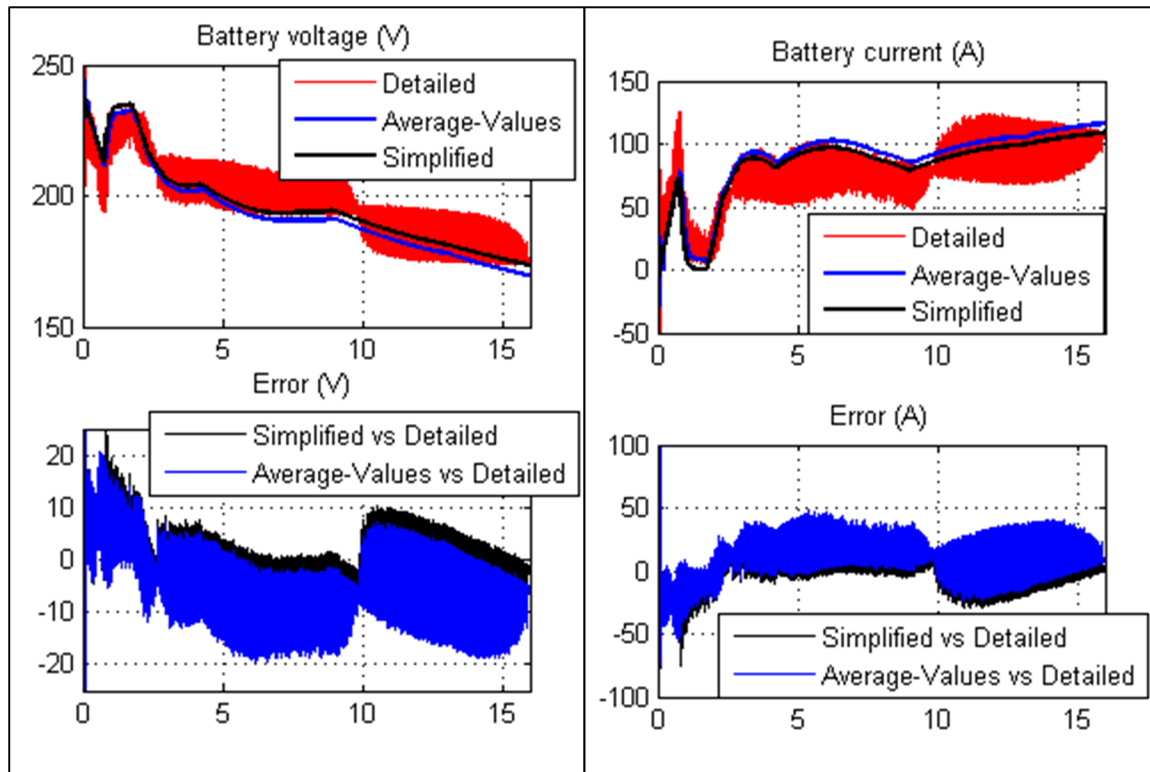 Battery voltage (V)
250
200
150
0
5
10
15
Detailed
Average-Values
Simplified
Error (V)
20
10
0
-10
-20
0
5
10
15
Simplified vs Detailed
Average-Values vs Detailed
Battery current (A)
150
100
50
0
-50
0
5
10
15
Detailed
Average-Values
Simplified
Error (A)
100
50
0
-50
-100
0
5
10
15
Simplified vs Detailed
Average-Values vs Detailed